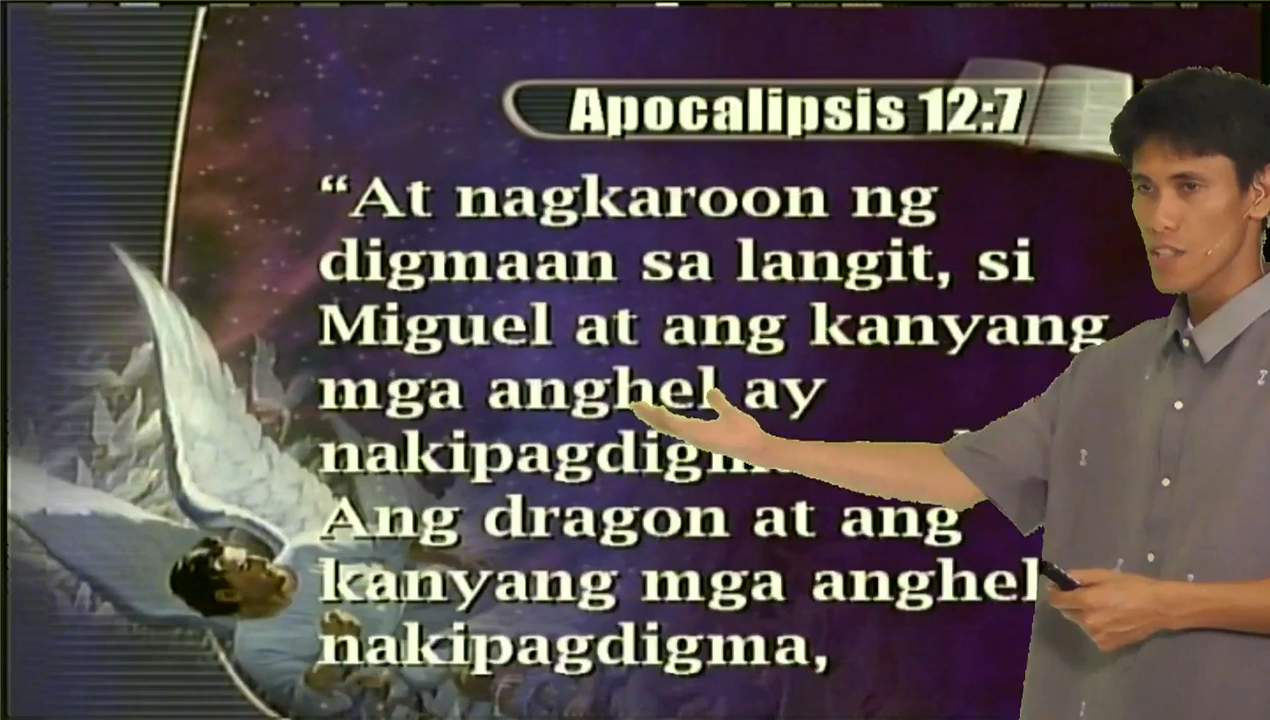 Apocalipsis 12:7
“At nagkaroon ng
digmaan sa langit, si
Miguel at ang kanyang
mga anghel ay
Ang dragon at ang
kanyang mga anghel
nakipagdigma,